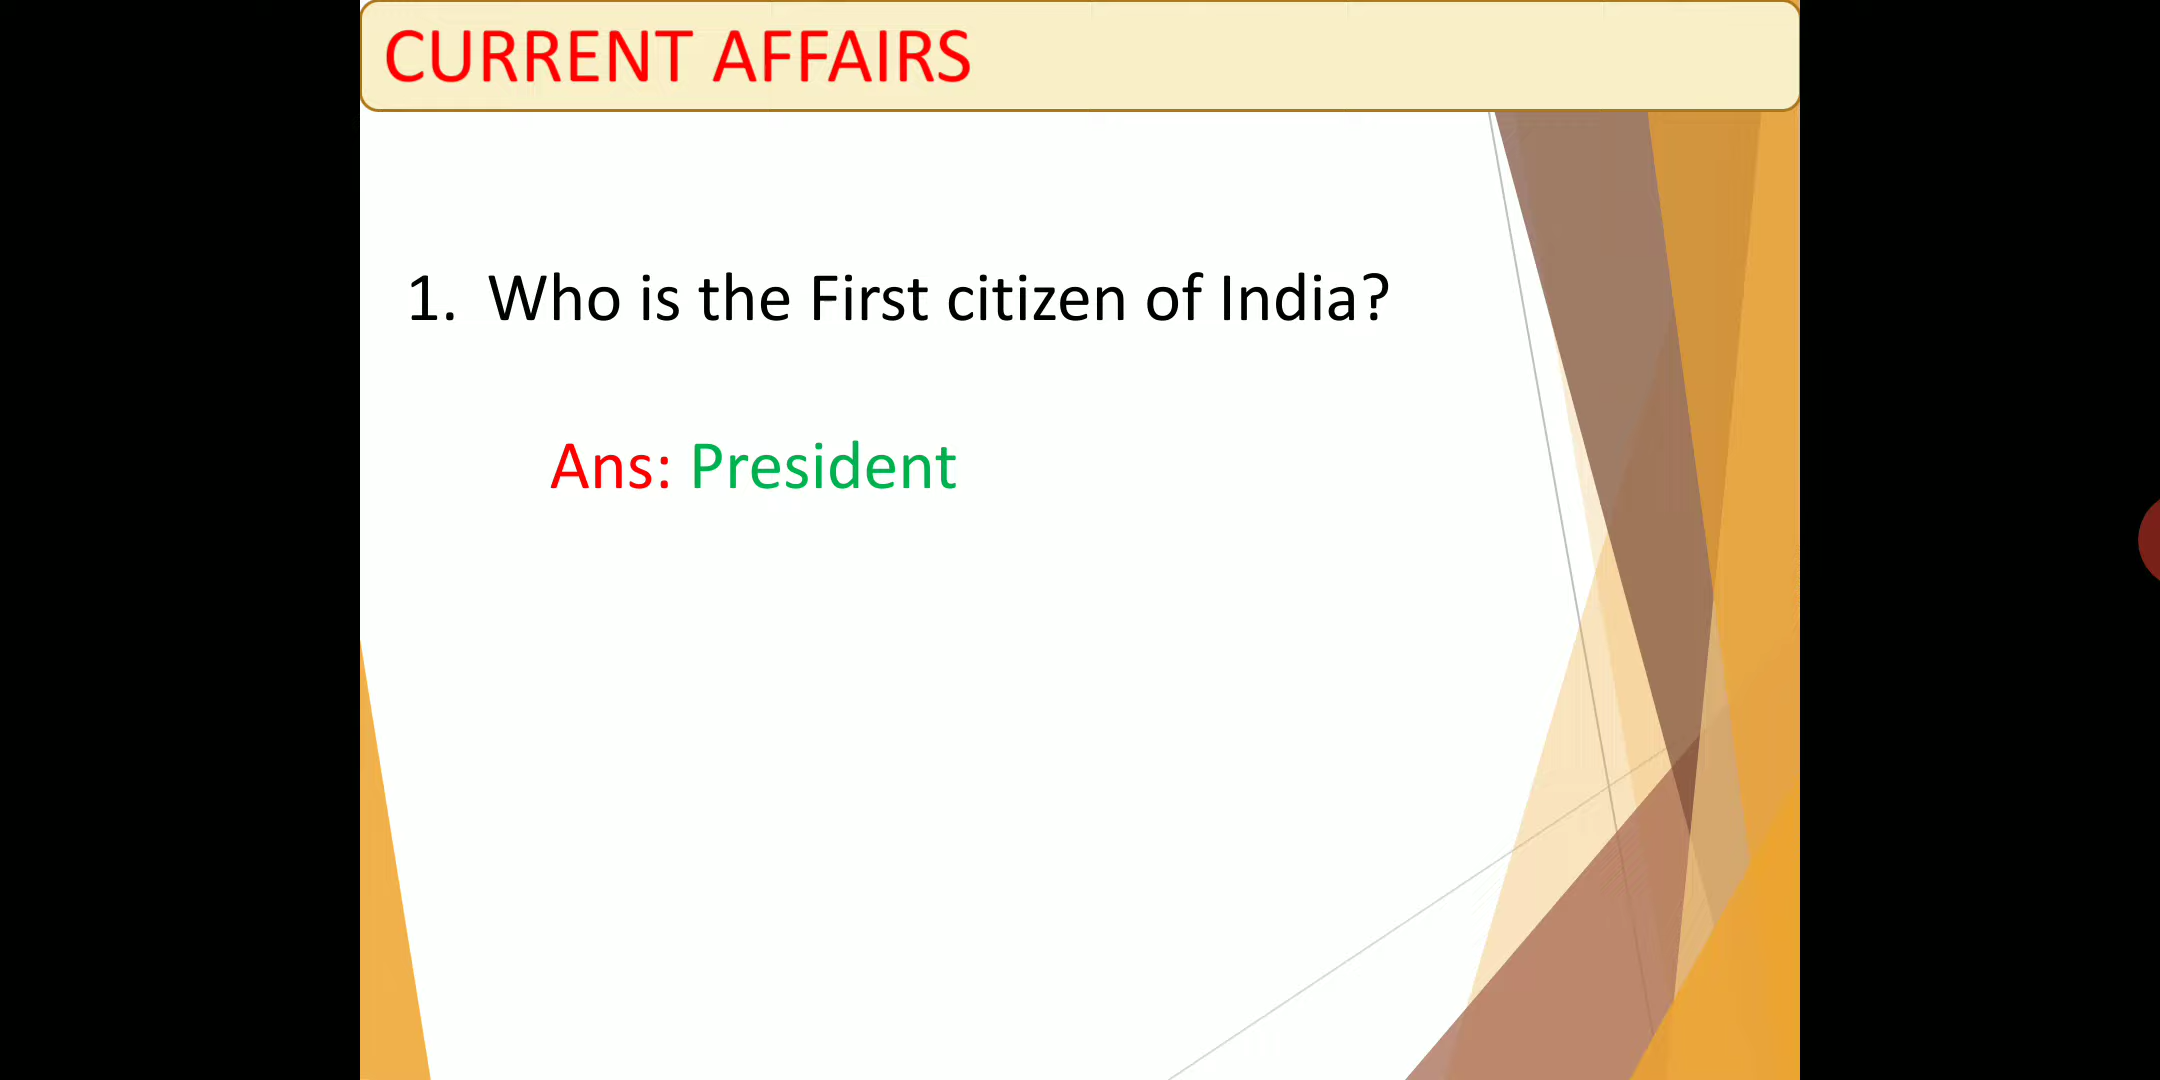 CURRENT AFFAIRS
1. Who is the First citizen of India?
Ans: President